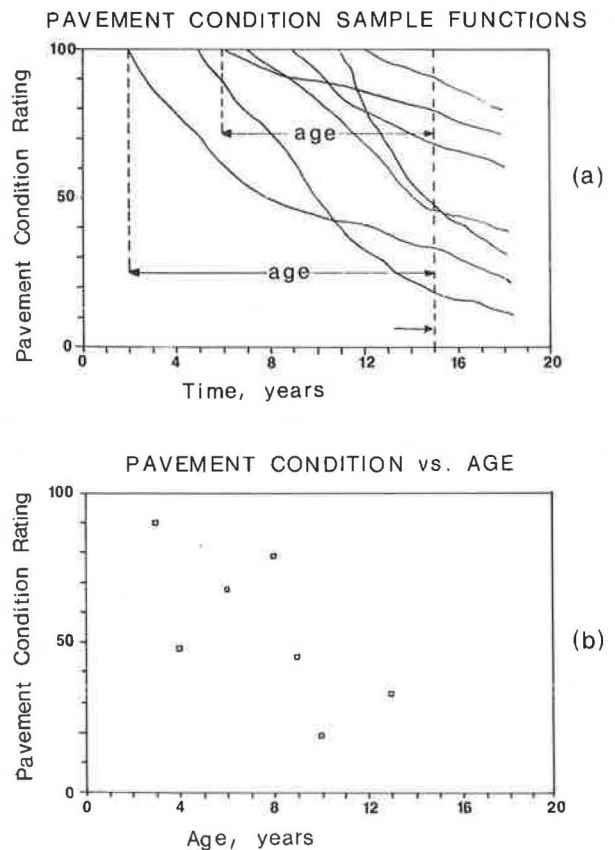 PAVEMENT CONDITION SAMPLE FUNCTIONS
Pavement Condition Rating
100
50
0
age
age
(a)
0 4 8 12 16 20
Time, years
PAVEMENT CONDITION vs. AGE
Pavement Condition Rating
100
50
0
(b)
0 4 8 12 16 20
Age, years